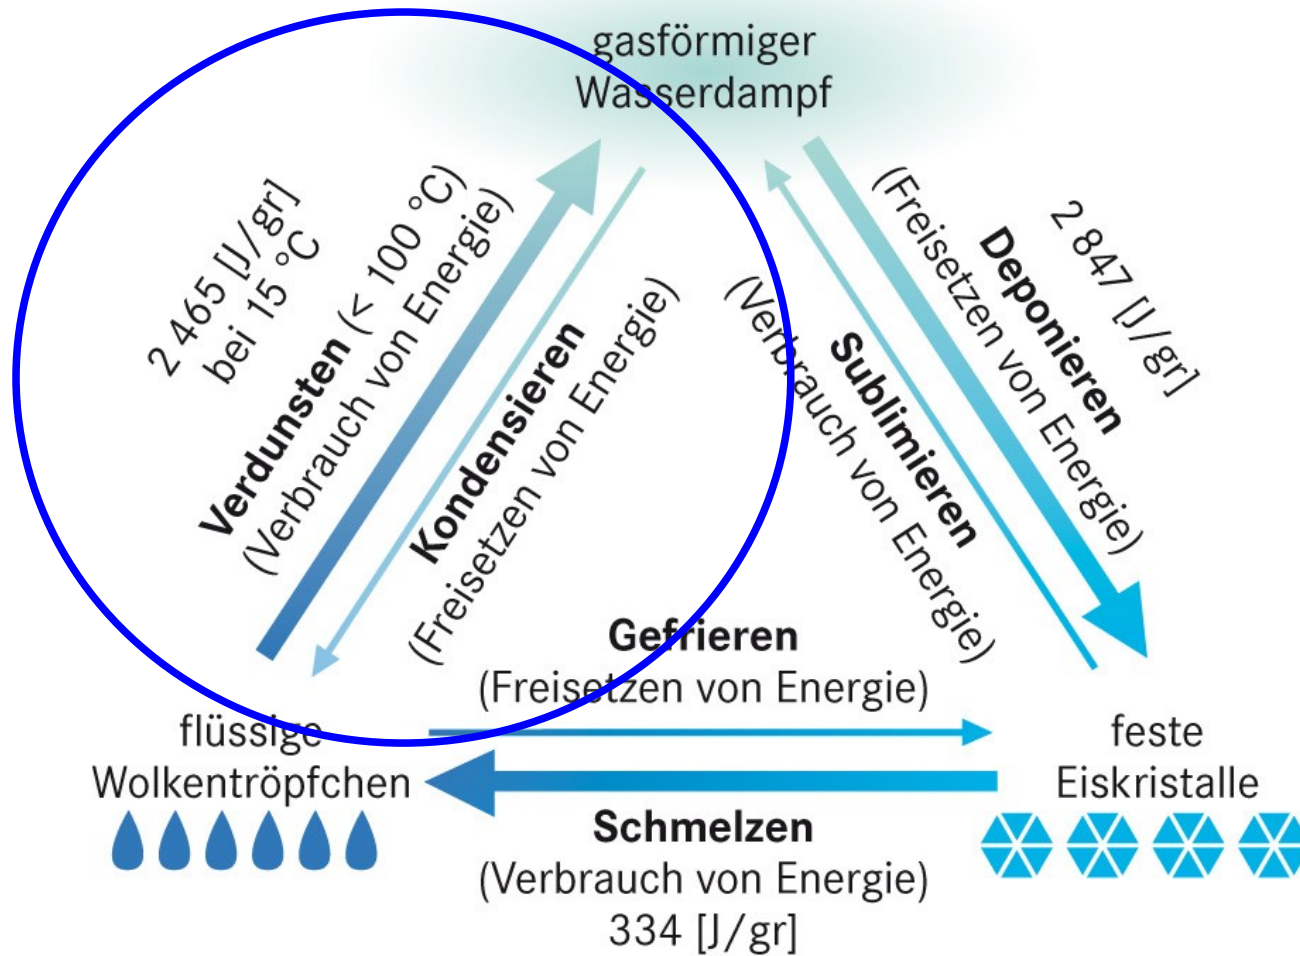 gasförmiger
Wasserdampf
2 465 [J/gr]
bei 15 °C
Verdunsten (< 100 °C)
(Verbrauch von Energie)
Kondensieren
(Freisetzen von Energie)
(Verbrauch von Energie)
Sublimieren
(Freisetzen von Energie)
Deponieren
2 847 [J/gr]
Gefrieren
(Freisetzen von Energie)
flüssige
Wolkentröpfchen
feste
Eiskristalle
Schmelzen
(Verbrauch von Energie)
334 [J/gr]